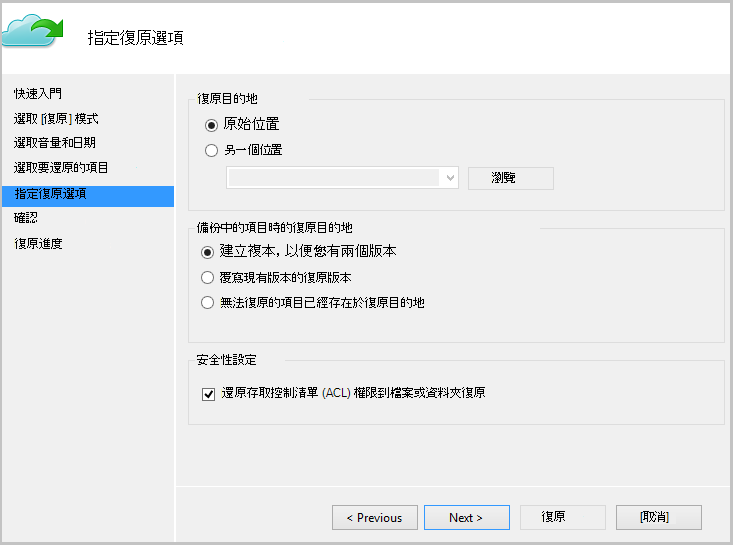 指定復原選項
快速入門
選取 [復原] 模式
選取音量和日期
選取要還原的項目
指定復原選項
確認
復原進度
復原目的地
原始位置
另一個位置
瀏覽
備份中的項目時的復原目的地
建立複本, 以便您有兩個版本
覆寫現有版本的復原版本
無法復原的項目已經存在於復原目的地
安全性設定
還原存取控制清單 (ACL) 權限到檔案或資料夾復原
< Previous
Next >
復原
[取消]